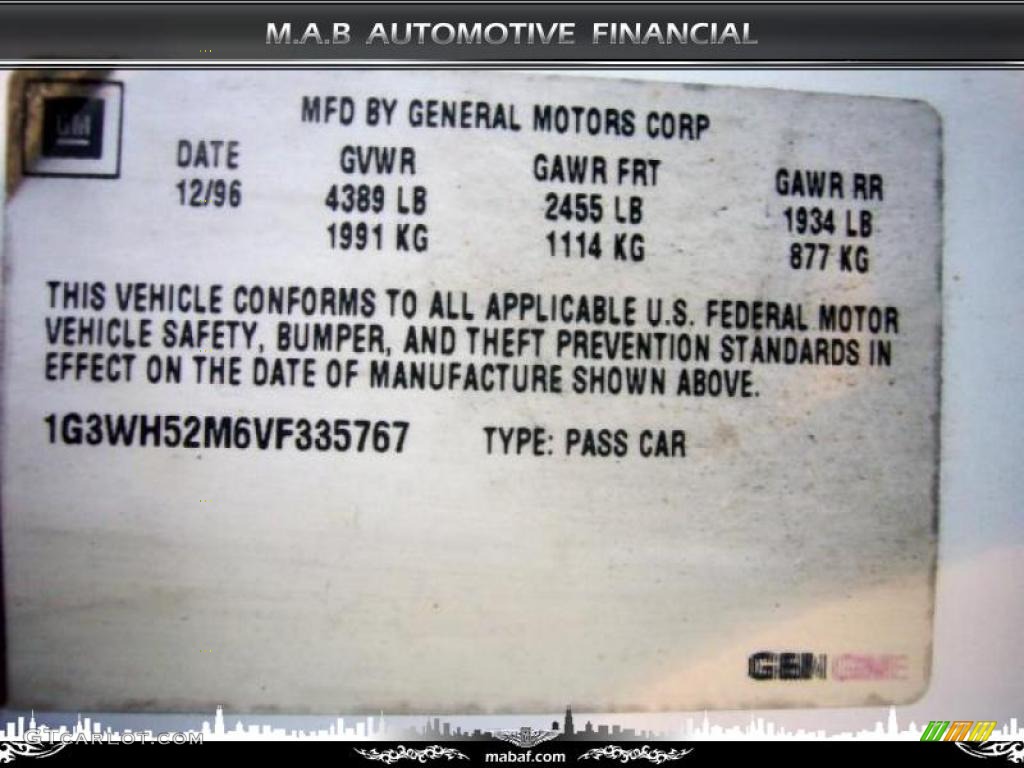 M.A.B AUTOMOTIVE FINANCIAL
GM
MFD BY GENERAL MOTORS CORP
DATE GVWR GAWR FRT GAWR RR
12/96 4389 LB 2455 LB 1934 LB
1991 KG 1114 KG 877 KG
THIS VEHICLE CONFORMS TO ALL APPLICABLE U.S. FEDERAL MOTOR
VEHICLE SAFETY, BUMPER, AND THEFT PREVENTION STANDARDS IN
EFFECT ON THE DATE OF MANUFACTURE SHOWN ABOVE.
1G3WH52M6VF335767 TYPE: PASS CAR
GTCARLOT.COM
mabaf.com